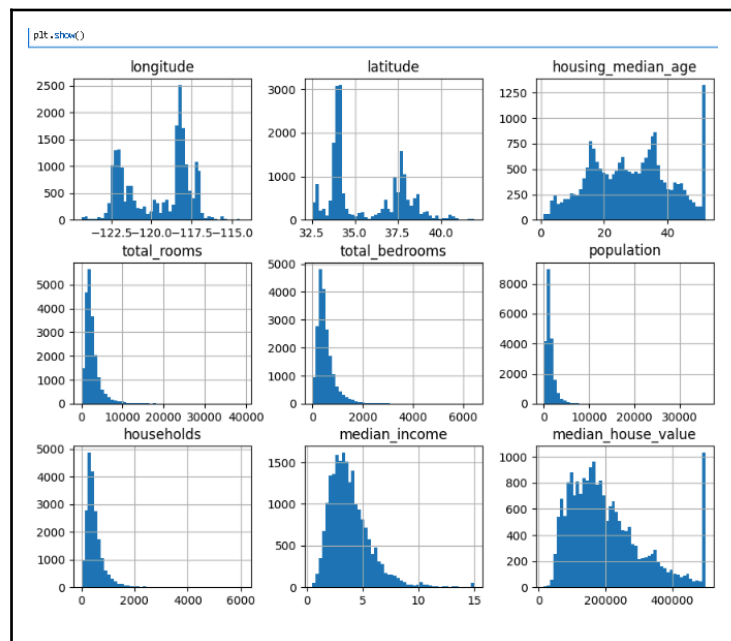 plt.show()
longitude
2500
2000
1500
1000
500
0
−122.5−120.0−117.5−115.0
latitude
3000
2000
1000
0
32.5 35.0 37.5 40.0
housing_median_age
1250
1000
750
500
250
0
0 20 40
total_rooms
5000
4000
3000
2000
1000
0
0 10000 20000 30000 40000
total_bedrooms
5000
4000
3000
2000
1000
0
0 2000 4000 6000
population
8000
6000
4000
2000
0
0 10000 20000 30000
households
5000
4000
3000
2000
1000
0
0 2000 4000 6000
median_income
1500
1000
500
0
0 5 10 15
median_house_value
1000
800
600
400
200
0
0 200000 400000